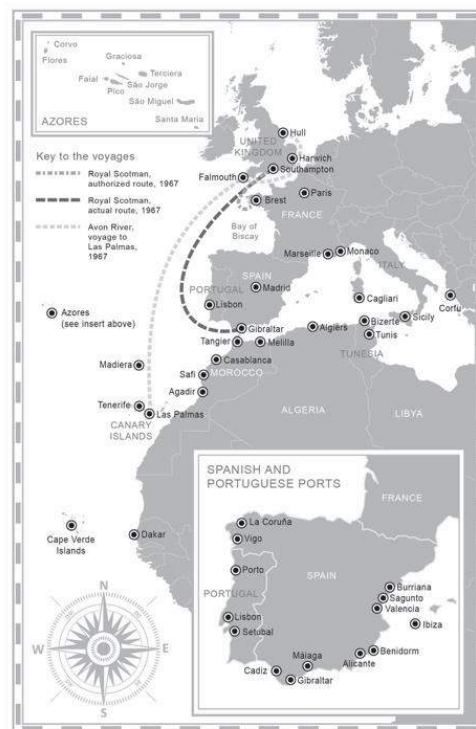 Corvo
Flores
Graciosa
Terceira
Faial
Pico
São Jorge
São Miguel
Santa Maria
AZORES
Key to the voyages
Royal Scotman,
authorized route, 1967
Royal Scotman,
actual route, 1967
Avon River,
voyage to
Las Palmas,
1967
Hull
UNITED
KINGDOM
Harwich
Southampton
Falmouth
Paris
Brest
FRANCE
Bay of
Biscay
Marseille
Monaco
ITALY
SPAIN
Madrid
PORTUGAL
Lisbon
Cagliari
Corfu
Azores
(see insert above)
Gibraltar
Algiers
Bizerte
Sicily
Tangier
Melilla
Tunis
TUNISIA
Casablanca
Madiera
Safi
MOROCCO
Agadir
ALGERIA
LIBYA
Tenerife
Las Palmas
CANARY
ISLANDS
SPANISH AND
PORTUGUESE PORTS
FRANCE
La Coruña
Vigo
Porto
SPAIN
PORTUGAL
Burriana
Sagunto
Valencia
Ibiza
Lisbon
Setubal
Benidorm
Alicante
Málaga
Cadiz
Gibraltar
Cape Verde
Islands
Dakar
N
W
E
S